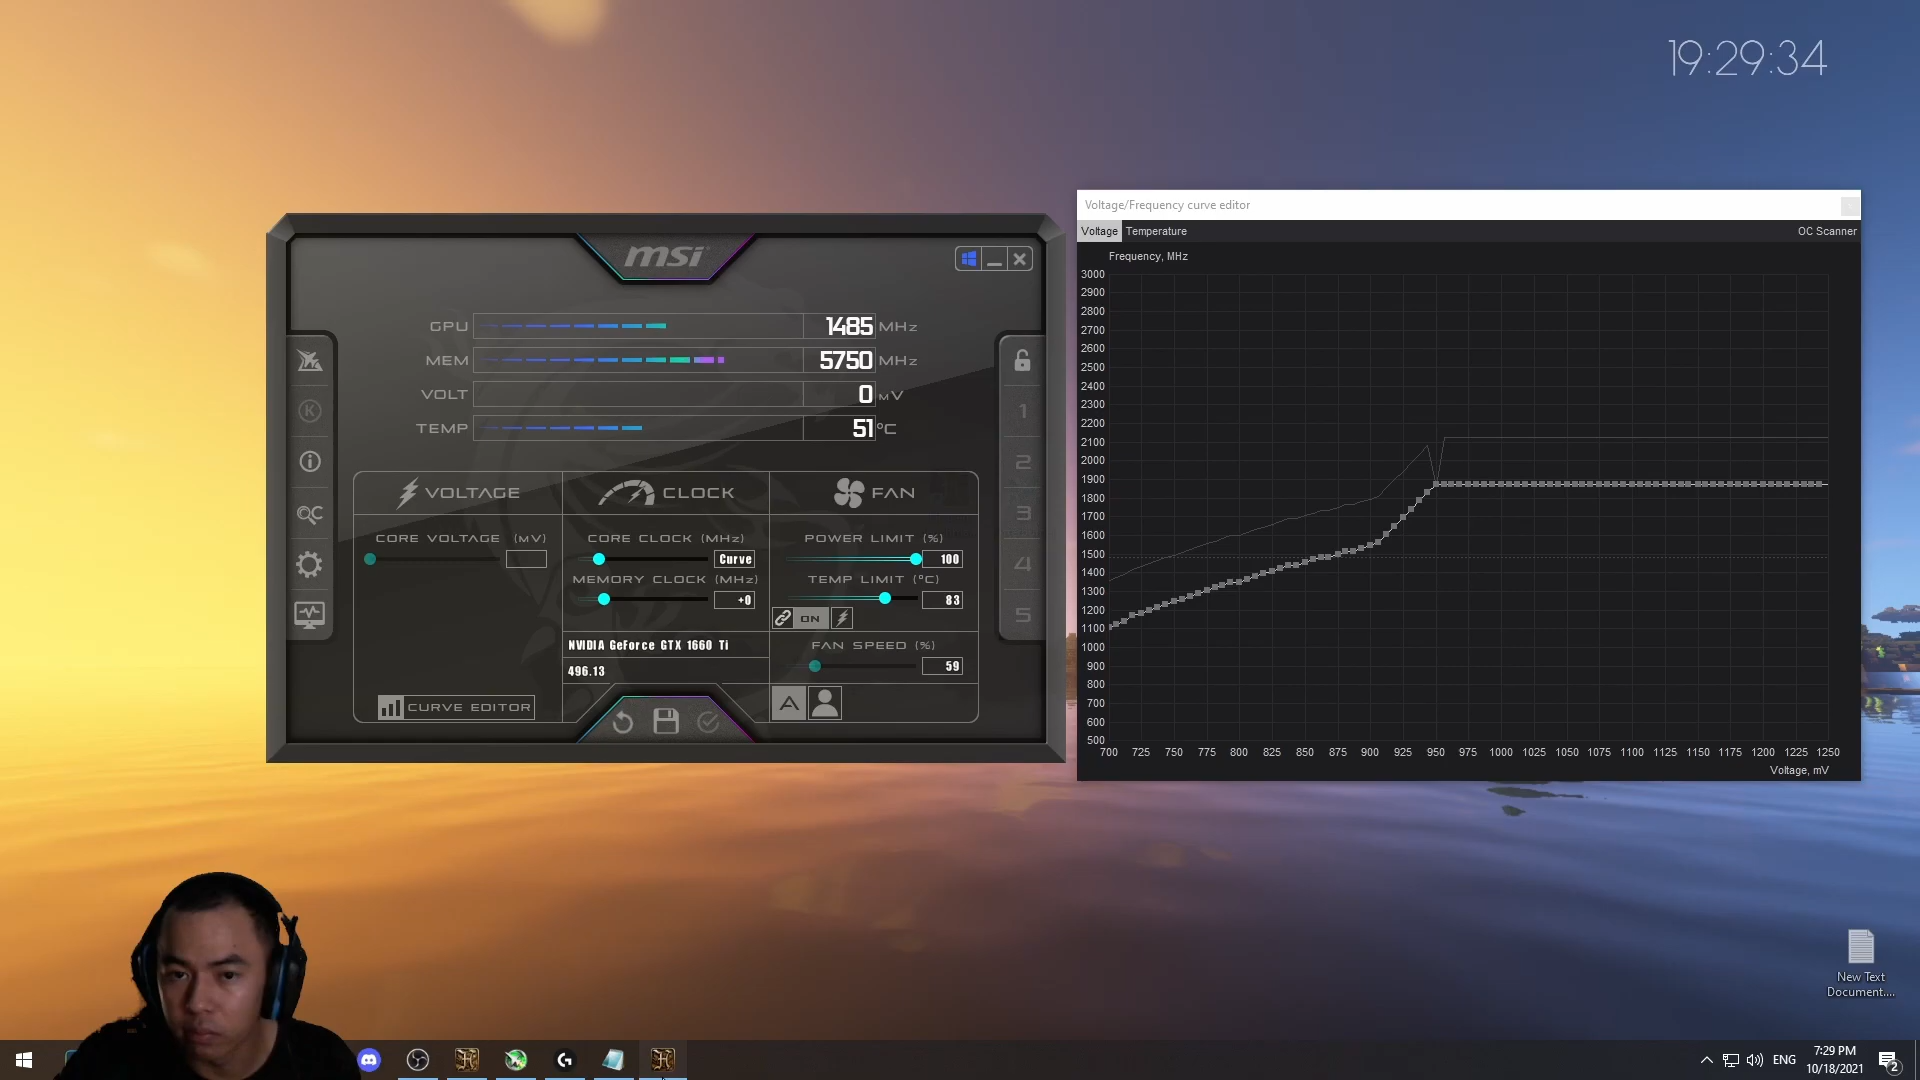 19:29:34
msi
GPU 1485 MHz
MEM 5750 MHz
VOLT 0 MV
TEMP 51 °C
K
OC
1
2
3
4
5
VOLTAGE
CLOCK
FAN
CORE VOLTAGE (MV)
CORE CLOCK (MHz)
Curve
MEMORY CLOCK (MHz)
+0
POWER LIMIT (%)
100
TEMP LIMIT (°C)
83
ON
NVIDIA GeForce GTX 1660 Ti
496.13
FAN SPEED (%)
59
A
CURVE EDITOR
Voltage/Frequency curve editor
Voltage Temperature OC Scanner
Frequency, MHz
3000
2900
2800
2700
2600
2500
2400
2300
2200
2100
2000
1900
1800
1700
1600
1500
1400
1300
1200
1100
1000
900
800
700
600
500
700 725 750 775 800 825 850 875 900 925 950 975 1000 1025 1050 1075 1100 1125 1150 1175 1200 1225 1250
Voltage, mV
New Text
Document....
ENG
7:29 PM
10/18/2021
2